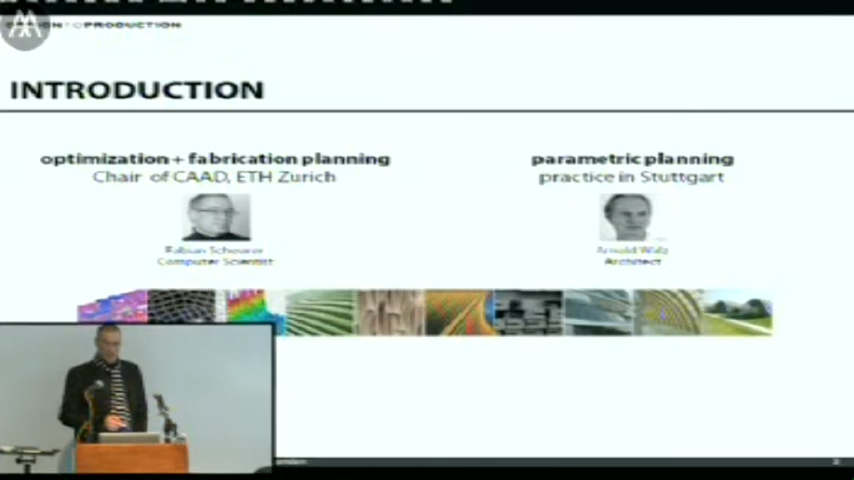 PRODUCTION
INTRODUCTION
optimization + fabrication planning
Chair of CAAD, ETH Zurich
Fabian Scheurer
Computer Scientist
parametric planning
practice in Stuttgart
Arnold Walz
Architect